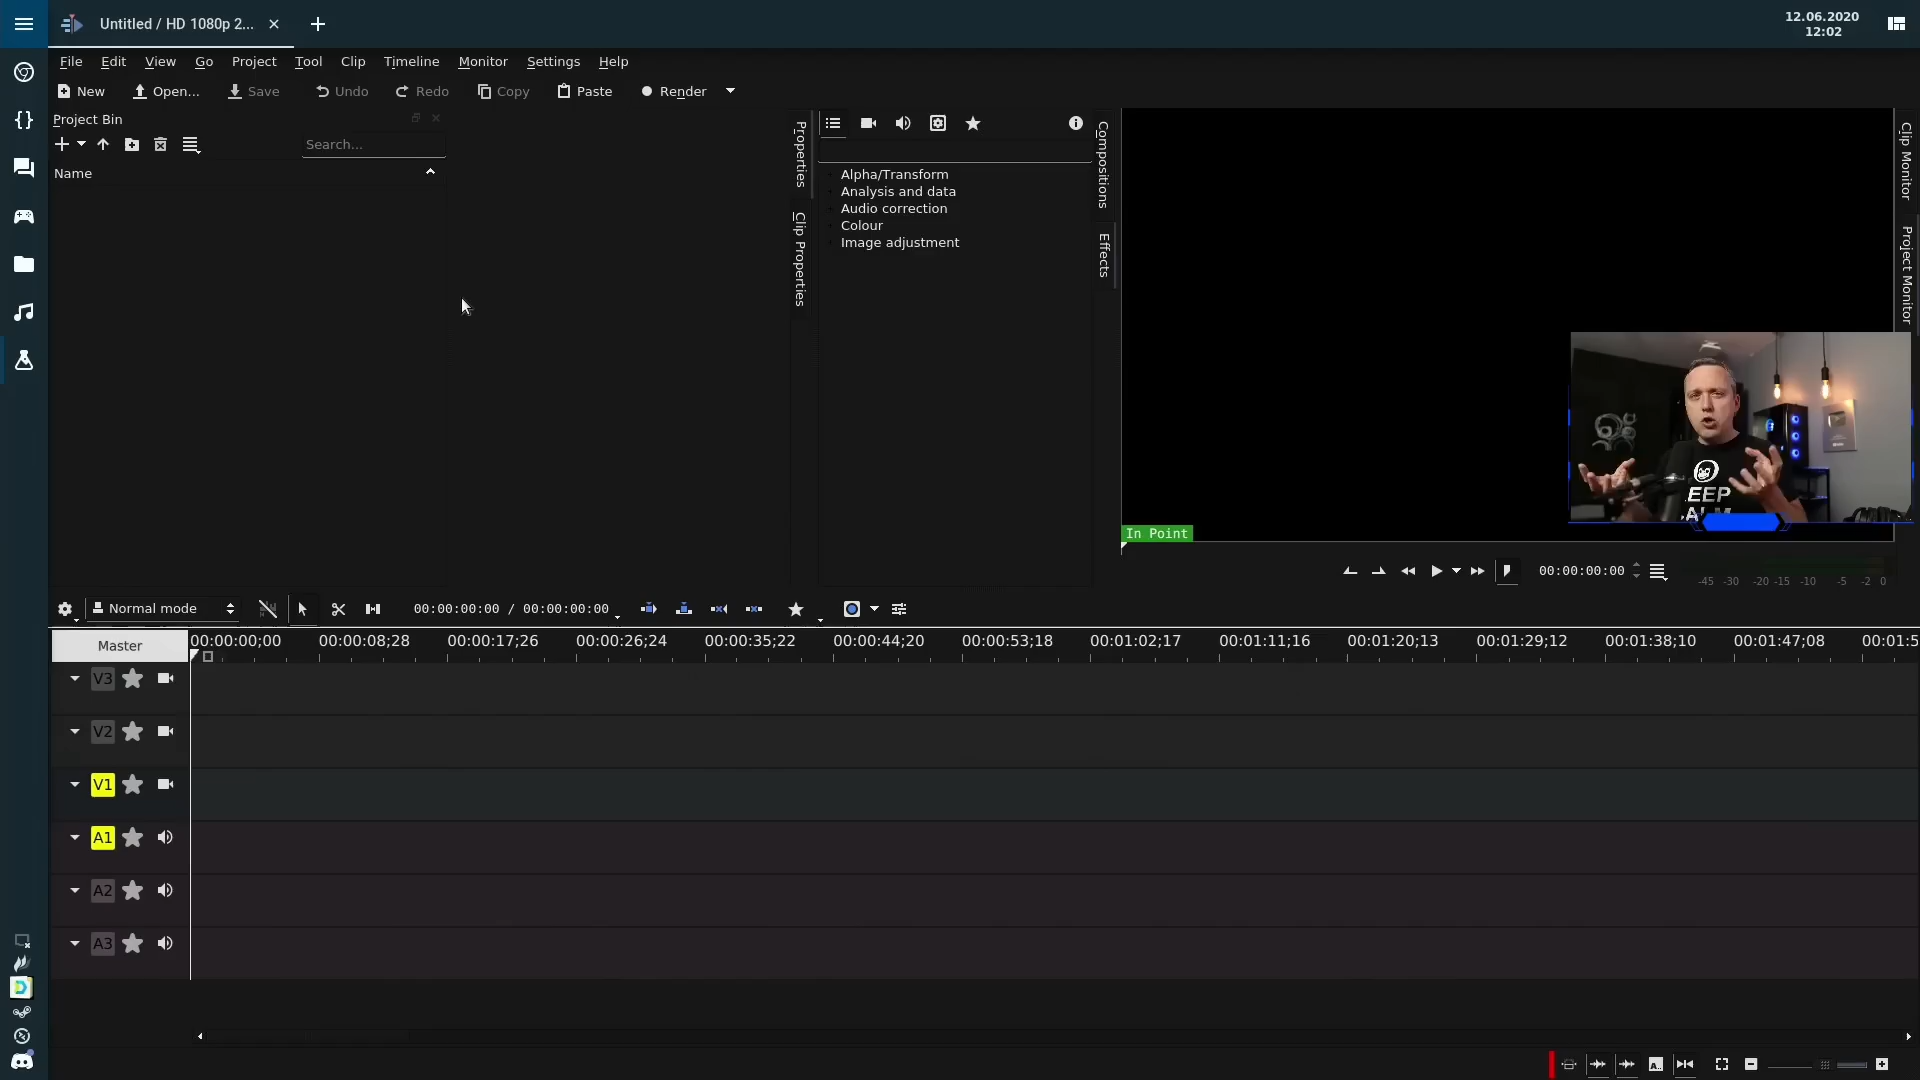 Untitled / HD 1080p 2...
12.06.2020
12:02
File Edit View Go Project Tool Clip Timeline Monitor Settings Help
New Open... Save Undo Redo Copy Paste Render
Project Bin
Search...
Name
Properties
Clip Properties
Alpha/Transform
Analysis and data
Audio correction
Colour
Image adjustment
Compositions
Effects
Clip Monitor
Project Monitor
EEP
ALM
In Point
00:00:00:00
-45 -30 -20 -15 -10 -5 -2 0
Normal mode
00:00:00:00 / 00:00:00:00
Master
00:00:00;00 00:00:08;28 00:00:17;26 00:00:26;24 00:00:35;22 00:00:44;20 00:00:53;18 00:01:02;17 00:01:11;16 00:01:20;13 00:01:29;12 00:01:38;10 00:01:47;08 00:01:5
V3
V2
V1
A1
A2
A3